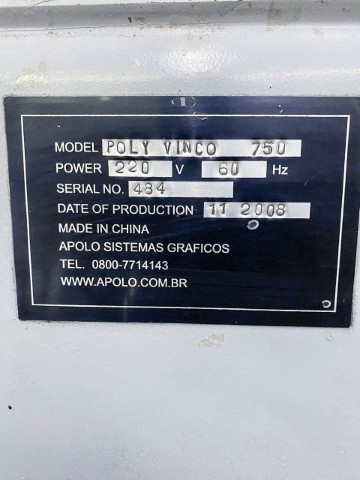 MODEL POLY VINCO 750
POWER 220 V 60 Hz
SERIAL NO. 484
DATE OF PRODUCTION 11 2008
MADE IN CHINA
APOLO SISTEMAS GRAFICOS
TEL. 0800-7714143
WWW.APOLO.COM.BR